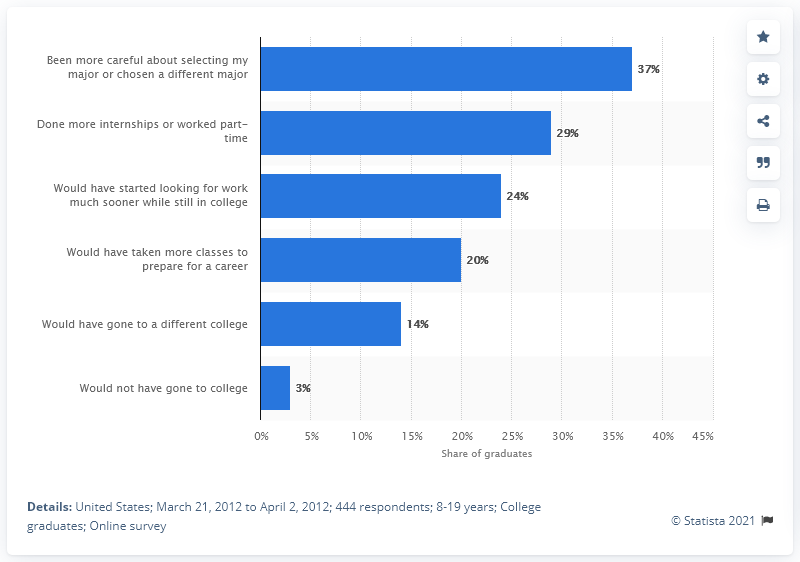 Been more careful about selecting my
major or chosen a different major
37%
Done more internships or worked part-
time
29%
Would have started looking for work
much sooner while still in college
24%
Would have taken more classes to
prepare for a career
20%
Would have gone to a different college
14%
Would not have gone to college
3%
0% 5% 10% 15% 20% 25% 30% 35% 40% 45%
Share of graduates
Details: United States; March 21, 2012 to April 2, 2012; 444 respondents; 8-19 years; College
graduates; Online survey
© Statista 2021